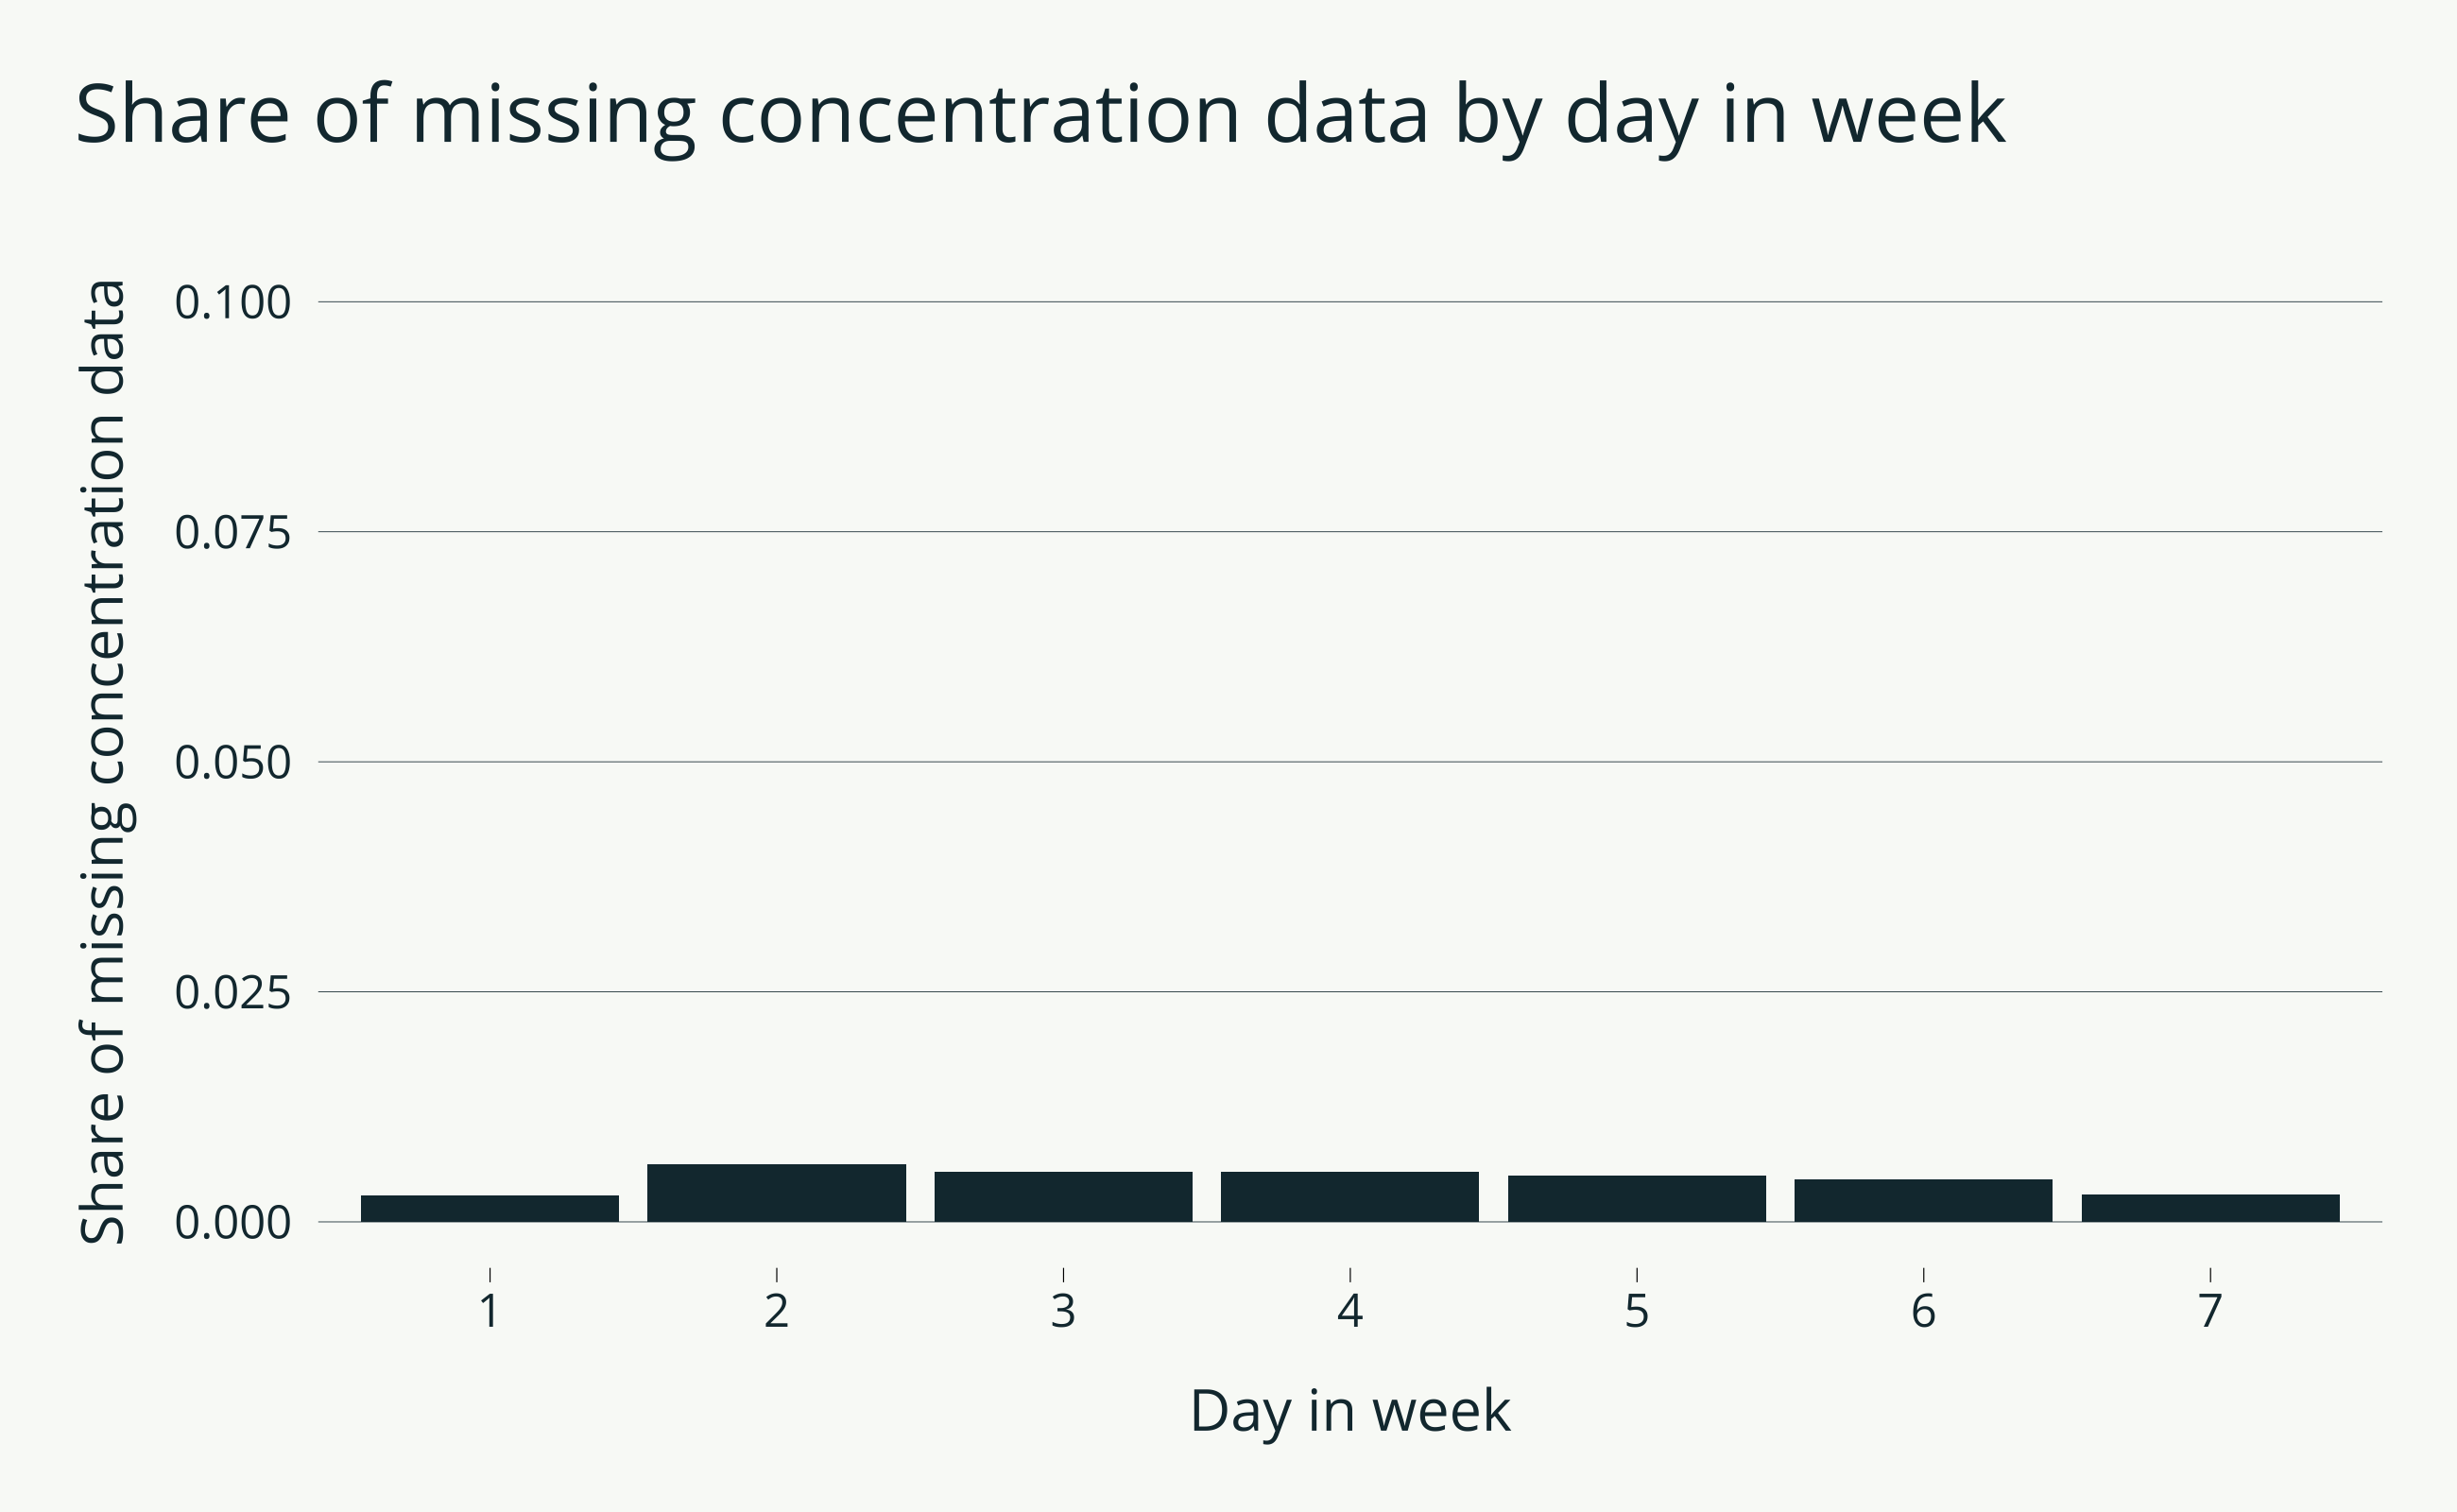 Share of missing concentration data by day in week
Share of missing concentration data
0.100
0.075
0.050
0.025
0.000
1 2 3 4 5 6 7
Day in week